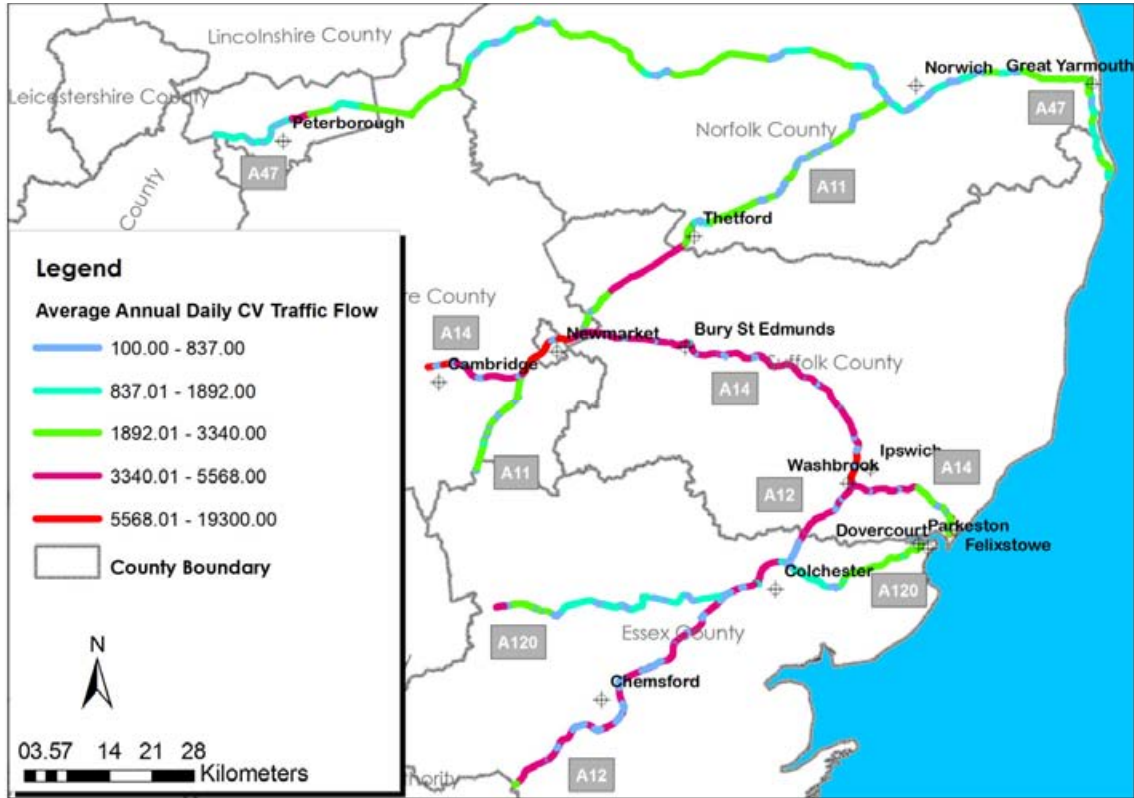 Lincolnshire County
Leicestershire County
Norwich
Great Yarmouth
A47
Peterborough
Norfolk County
A47
A11
County
Thetford
Legend
Average Annual Daily CV Traffic Flow
100.00 - 837.00
837.01 - 1892.00
1892.01 - 3340.00
3340.01 - 5568.00
5568.01 - 19300.00
County Boundary
N
03.57 14 21 28
Kilometers
re County
A14
Newmarket
Bury St Edmunds
Cambridge
Suffolk County
A14
A11
Ipswich
Washbrook
A14
A12
Dovercourt
Parkeston
Felixstowe
Colchester
A120
A120
Essex County
Chemsford
A12
thority